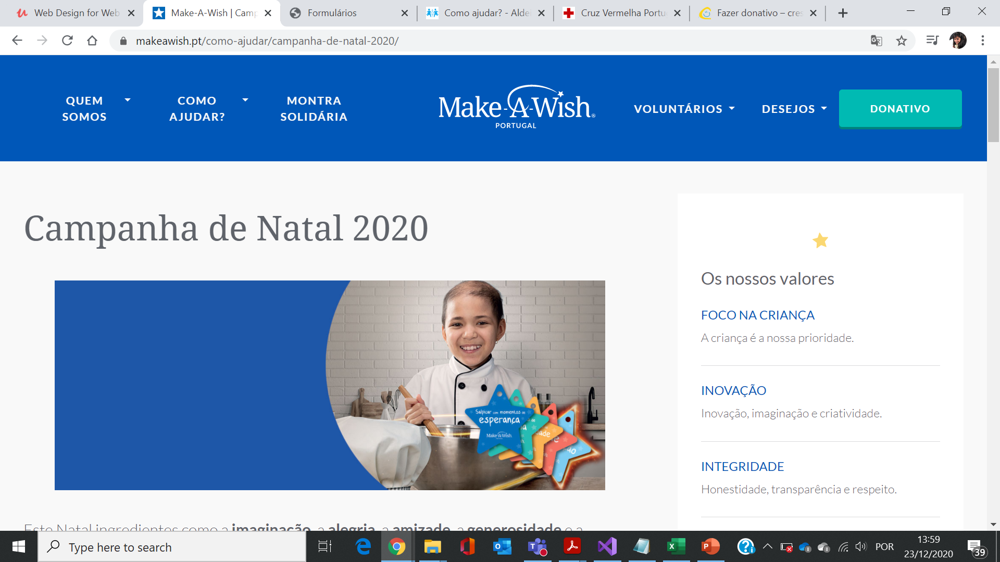 Web Design for Web
Make-A-Wish | Camp
Formulários
Como ajudar? - Alde
Cruz Vermelha Portu
Fazer donativo – cres
makeawish.pt/como-ajudar/campanha-de-natal-2020/
QUEM
SOMOS
COMO
AJUDAR?
MONTRA
SOLIDÁRIA
Make-A-Wish®
PORTUGAL
VOLUNTÁRIOS
DESEJOS
DONATIVO
Campanha de Natal 2020
Salpicar com momentos de
esperança
Make-A-Wish
Os nossos valores
FOCO NA CRIANÇA
A criança é a nossa prioridade.
INOVAÇÃO
Inovação, imaginação e criatividade.
INTEGRIDADE
Honestidade, transparência e respeito.
Este Natal ingredientes como a imaginação, a alegria, a amizade, a generosidade e a
Type here to search
POR
13:59
23/12/2020
39